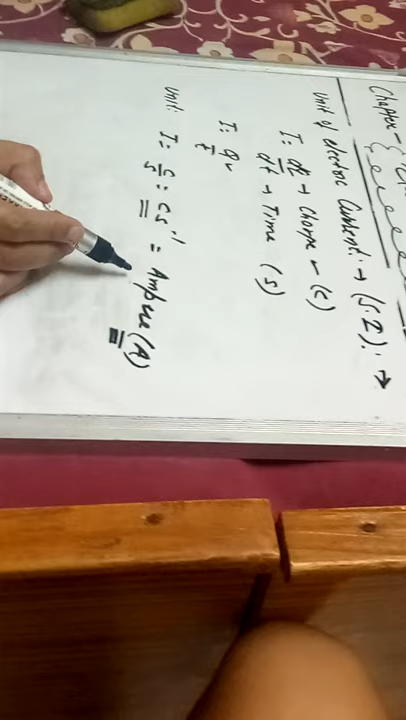 Chapter -
Unit of electric Current: → (S.I): →
I: dq/dt → Charge - (C)
→ Time (s)
I: q/t
Unit: I: C/S : CS⁻¹ = Ampere (A)